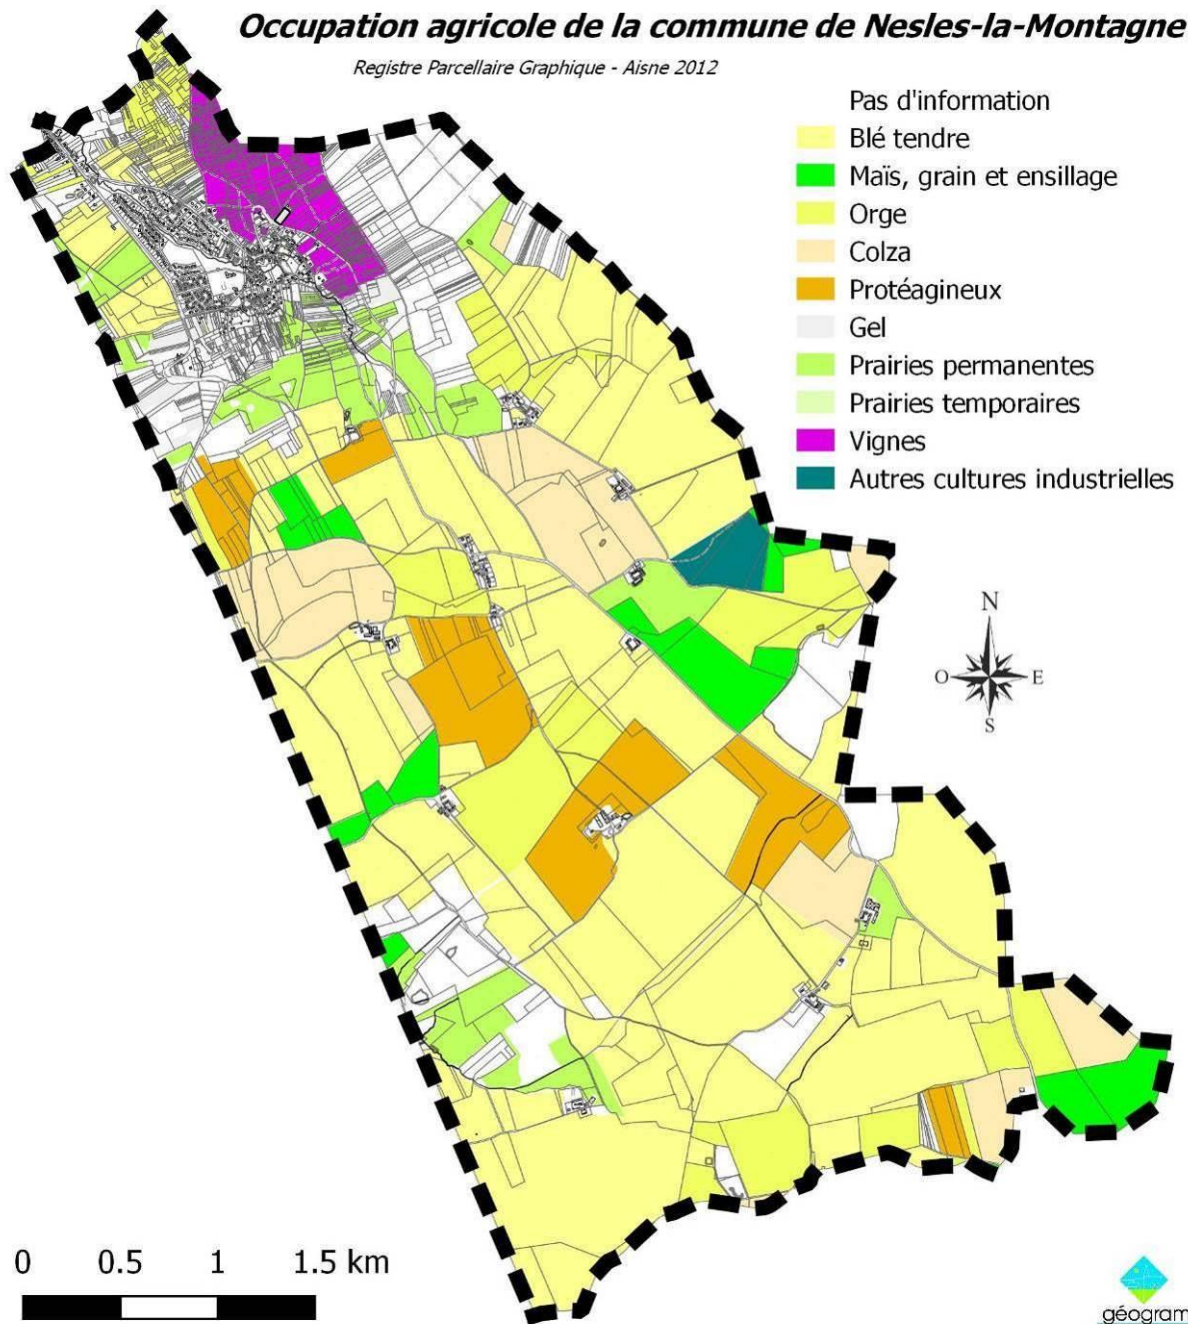 Occupation agricole de la commune de Nesles-la-Montagne
Registre Parcellaire Graphique - Aisne 2012
Pas d'information
Blé tendre
Maïs, grain et ensillage
Orge
Colza
Protéagineux
Gel
Prairies permanentes
Prairies temporaires
Vignes
Autres cultures industrielles
N
O E
S
0 0.5 1 1.5 km
géogram